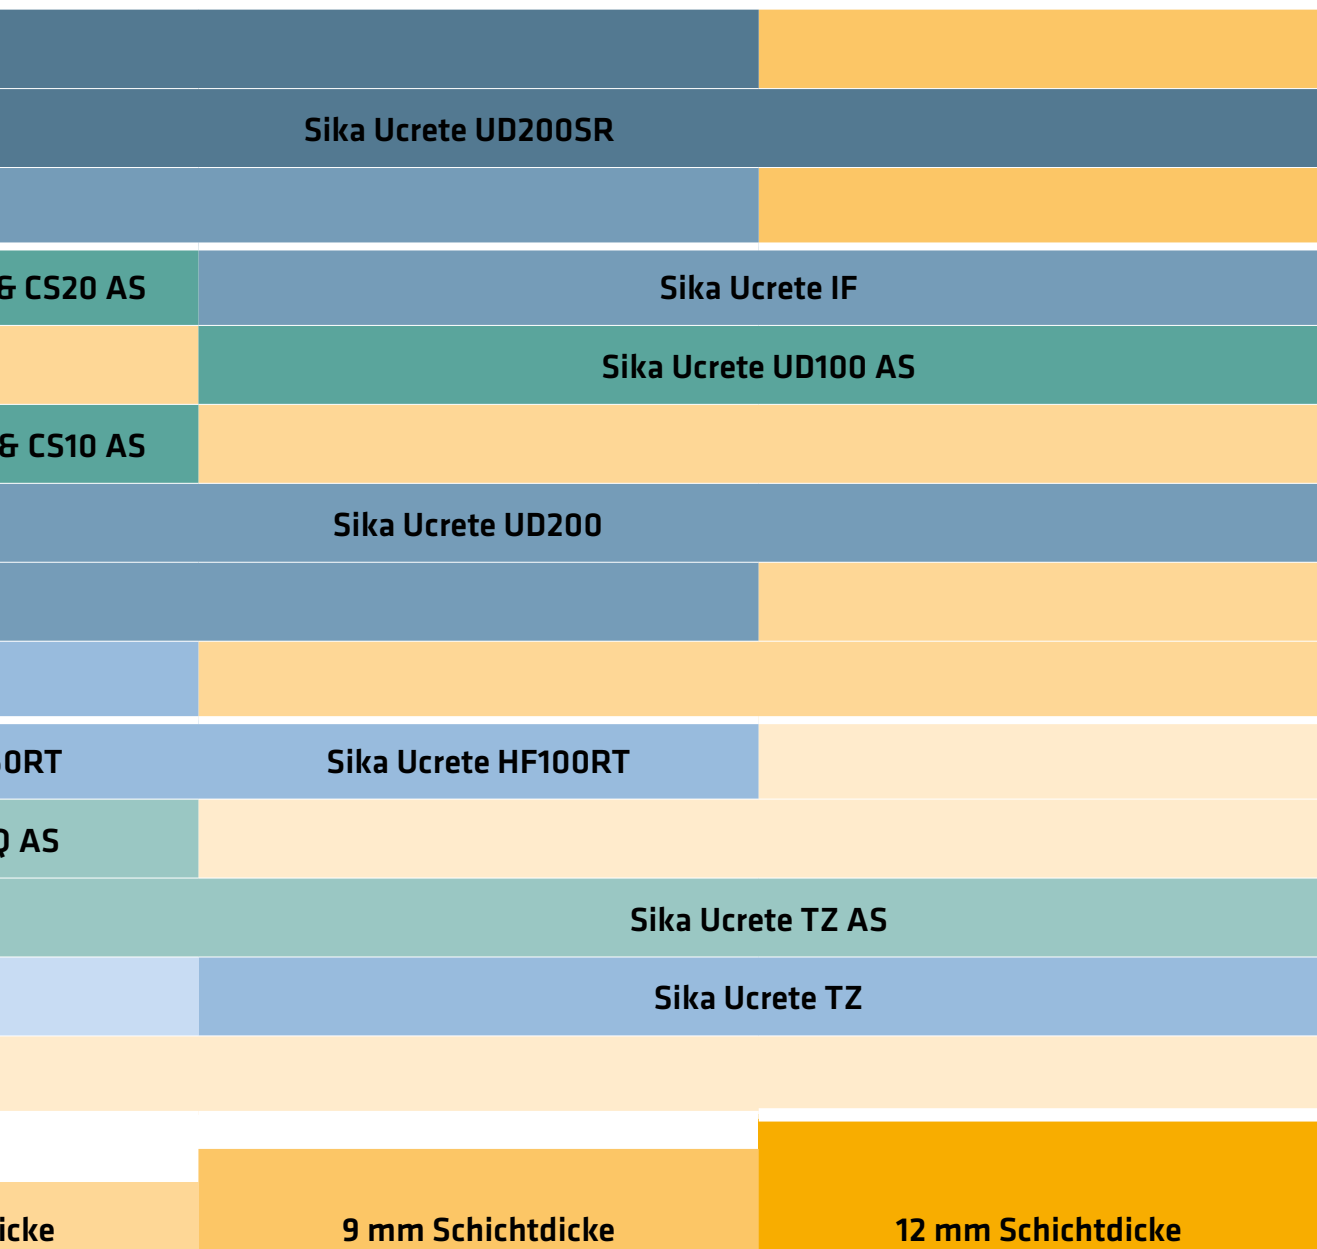 Sika Ucrete UD200SR
& CS20 AS Sika Ucrete IF
Sika Ucrete UD100 AS
& CS10 AS
Sika Ucrete UD200
0RT Sika Ucrete HF100RT
Q AS
Sika Ucrete TZ AS
Sika Ucrete TZ
icke 9 mm Schichtdicke 12 mm Schichtdicke